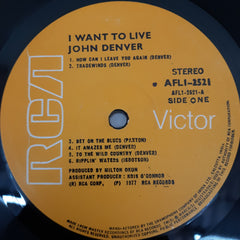 I WANT TO LIVE
JOHN DENVER
1. HOW CAN I LEAVE YOU AGAIN (DENVER)
2. TRADEWINDS (DENVER)
STEREO
AFL1-2521
AFL1-2521-A
SIDE ONE
RCA
Victor
3. BET ON THE BLUES (PAXTON)
4. IT AMAZES ME (DENVER)
5. TO THE WILD COUNTRY (DENVER)
6. RIPPLIN' WATERS (IBBOTSON)
PRODUCED BY MILTON OKUN
ASSISTANT PRODUCER : KRIS O'CONNOR
(R) RCA CORP. (P) 1977 RCA RECORDS